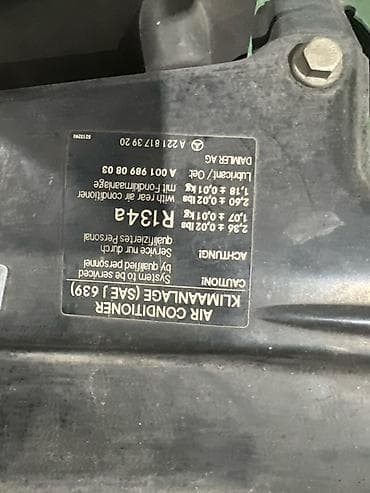 AIR CONDITIONER
KLIMAANLAGE (SAE J 639)
CAUTION!
System to be serviced
by qualified personnel
ACHTUNG!
Service nur durch
qualifiziertes Personal
R134a
2,36 ± 0,02 lbs
1,07 ± 0,01 kg
with rear air conditioner
mit Fondklimaanlage
2,60 ± 0,02 lbs
1,18 ± 0,01 kg
Lubricant / Oel: A 001 989 08 03
DAIMLER AG
A 221 817 39 20